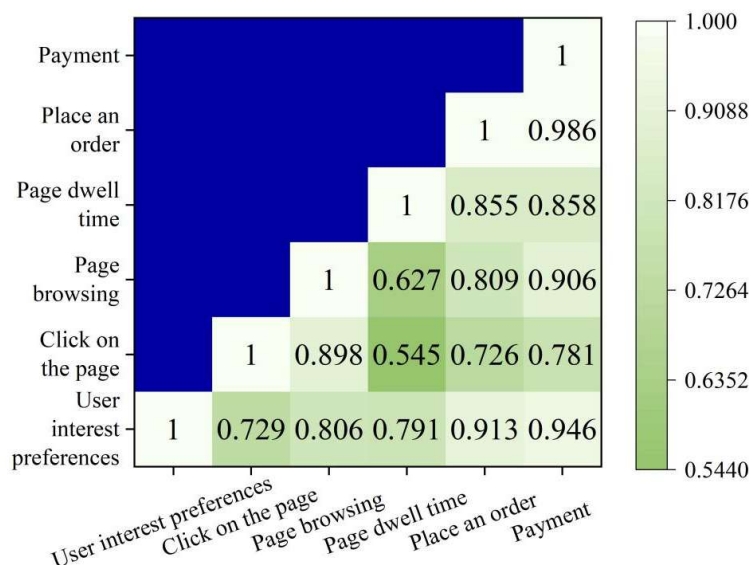 Payment
1
1.000
Place an
order
1 0.986
0.9088
Page dwell
time
1 0.855 0.858
0.8176
Page
browsing
1 0.627 0.809 0.906
0.7264
Click on
the page
1 0.898 0.545 0.726 0.781
0.6352
User
interest
preferences
1 0.729 0.806 0.791 0.913 0.946
0.5440
User interest preferences
Click on the page
Page browsing
Page dwell time
Place an order
Payment